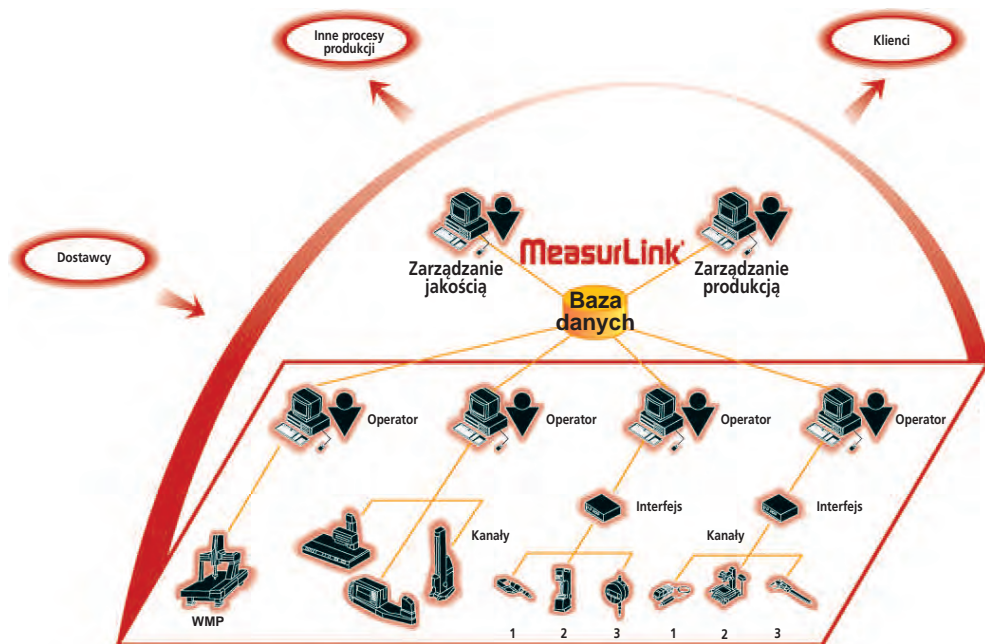 Inne procesy
produkcji
Klienci
Dostawcy
MeasurLink®
Zarządzanie
jakością
Zarządzanie
produkcją
Baza
danych
Operator
Operator
Operator
Operator
Interfejs
Interfejs
Kanały
Kanały
WMP
1 2 3 1 2 3